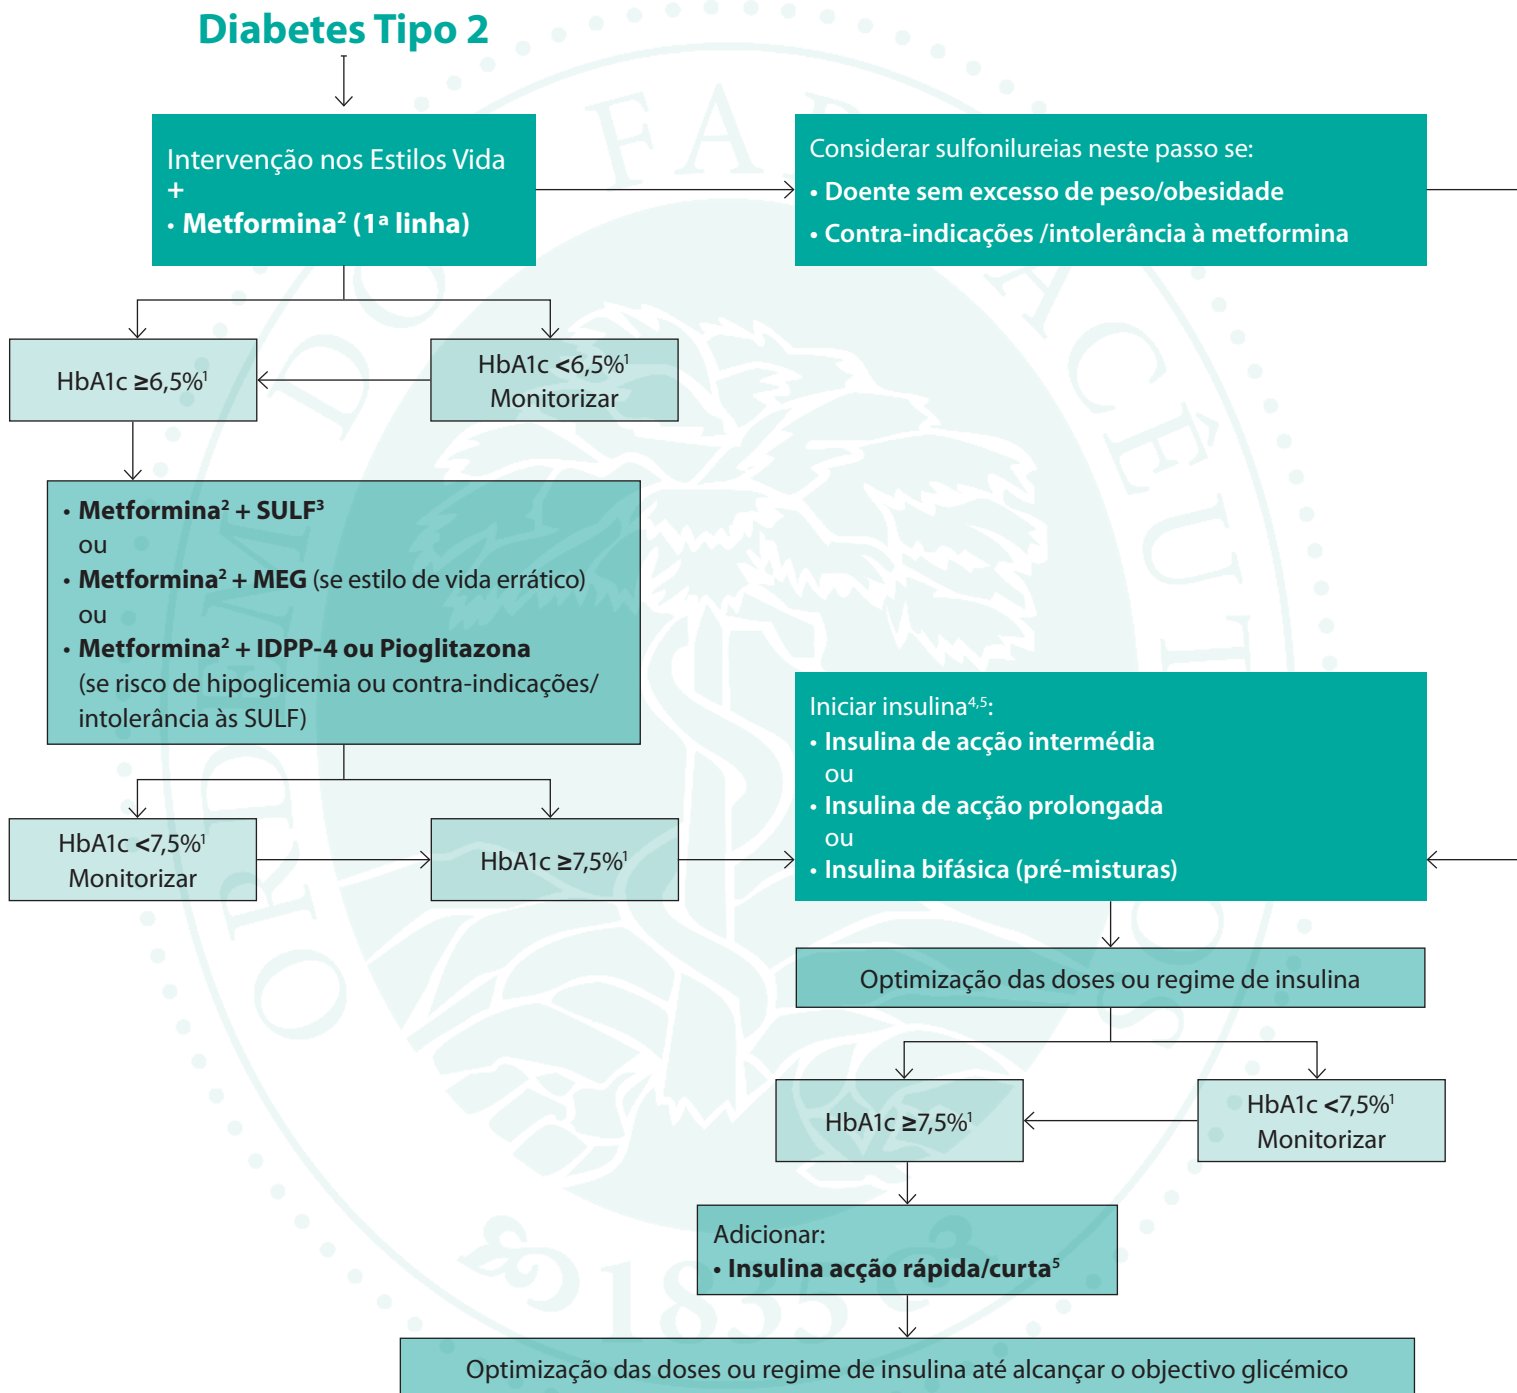 Diabetes Tipo 2
Intervenção nos Estilos Vida
+
• Metformina² (1ª linha)
Considerar sulfonilureias neste passo se:
• Doente sem excesso de peso/obesidade
• Contra-indicações /intolerância à metformina
HbA1c ≥6,5%¹
HbA1c <6,5%¹
Monitorizar
• Metformina² + SULF³
ou
• Metformina² + MEG (se estilo de vida errático)
ou
• Metformina² + IDPP-4 ou Pioglitazona
(se risco de hipoglicemia ou contra-indicações/
intolerância às SULF)
HbA1c <7,5%¹
Monitorizar
HbA1c ≥7,5%¹
Iniciar insulina⁴,⁵:
• Insulina de acção intermédia
ou
• Insulina de acção prolongada
ou
• Insulina bifásica (pré-misturas)
Optimização das doses ou regime de insulina
HbA1c ≥7,5%¹
HbA1c <7,5%¹
Monitorizar
Adicionar:
• Insulina acção rápida/curta⁵
Optimização das doses ou regime de insulina até alcançar o objectivo glicémico
1835